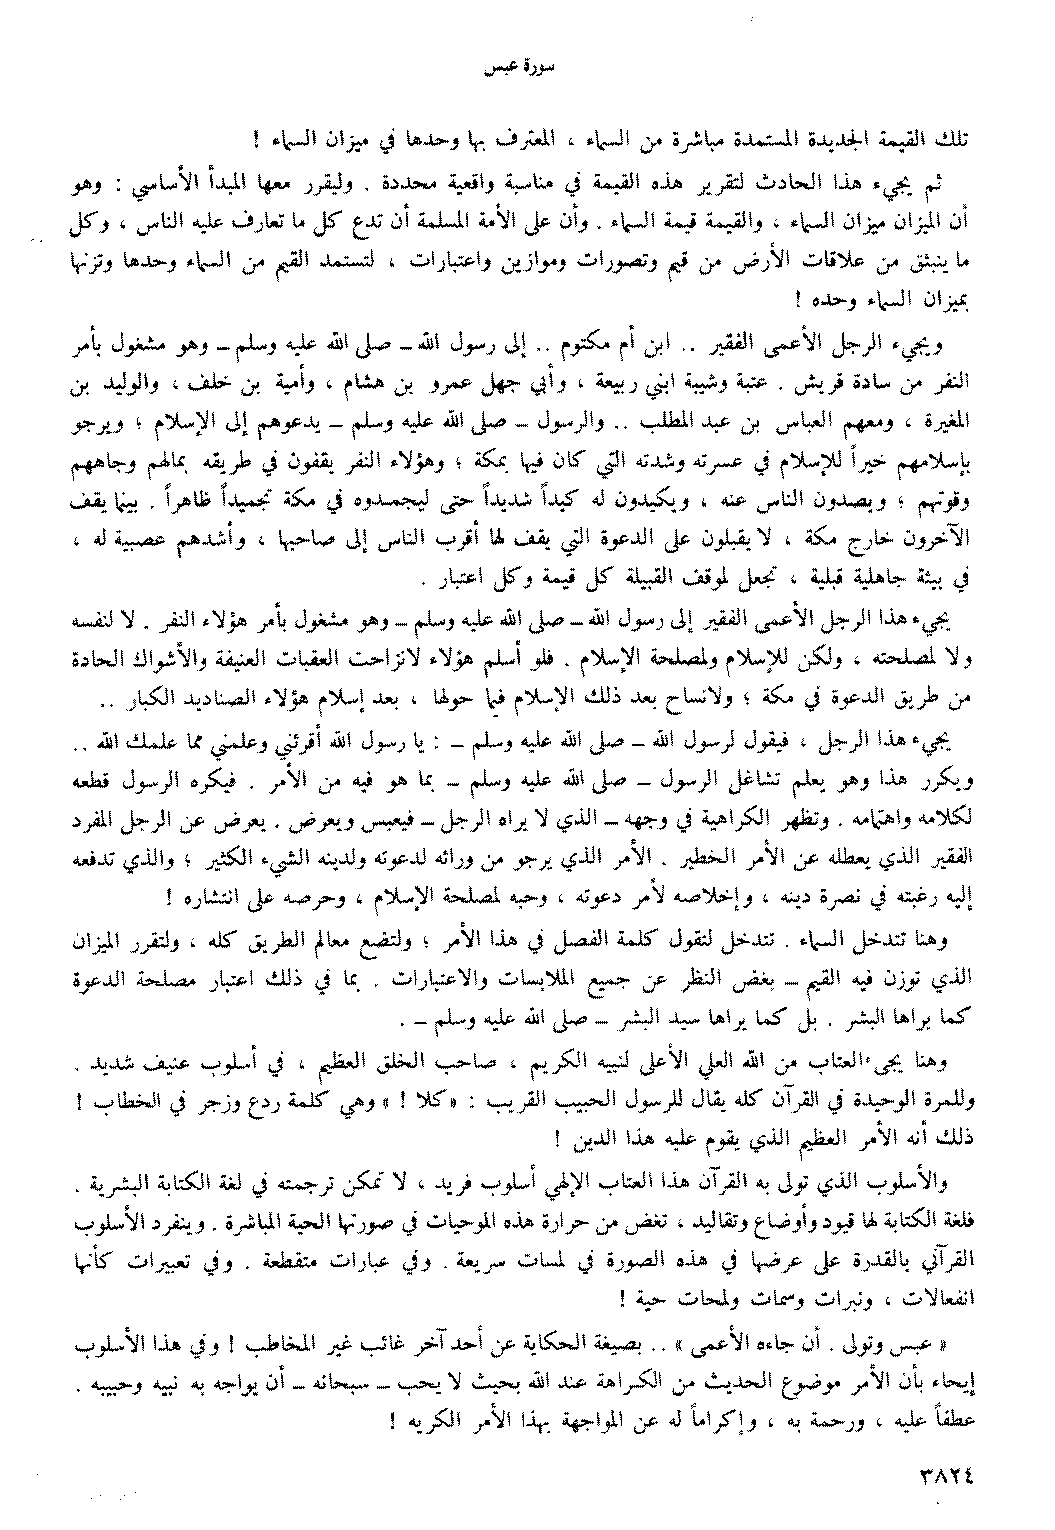 سورة عبس
تلك القيمة الجديدة المستمدة مباشرة من السماء ، المعترف بها وحدها في ميزان السماء !
ثم يجيء هذا الحادث لتقرير هذه القيمة في مناسبة واقعية محددة . وليقرر معها المبدأ الأساسي : وهو
أن الميزان ميزان السماء ، والقيمة قيمة السماء . وأن على الأمة المسلمة أن تدع كل ما تعارف عليه الناس ، وكل
ما ينبثق من علاقات الأرض من قيم وتصورات وموازين واعتبارات ، لتستمد القيم من السماء وحدها وتزنها
بميزان السماء وحده !
ويجيء الرجل الأعمى الفقير .. ابن أم مكتوم .. إلى رسول الله – صلى الله عليه وسلم – وهو مشغول بأمر
النفر من سادة قريش . عتبة وشيبة ابني ربيعة ، وأبي جهل عمرو بن هشام ، وأمية بن خلف ، والوليد بن
المغيرة ، ومعهم العباس بن عبد المطلب .. والرسول – صلى الله عليه وسلم – يدعوهم إلى الإسلام ؛ ويرجو
بإسلامهم خيراً للإسلام في عسرته وشدته التي كان فيها بمكة ؛ وهؤلاء النفر يقفون في طريقه بمالهم وجاههم
وقوتهم ؛ ويصدون الناس عنه ، ويكيدون له كيداً شديداً حتى ليجمدوه في مكة تجميداً ظاهراً . بينما يقف
الآخرون خارج مكة ، لا يقبلون على الدعوة التي يقف لها أقرب الناس إلى صاحبها ، وأشدهم عصبية له ،
في بيئة جاهلية قبلية ، تجعل لموقف القبيلة كل قيمة وكل اعتبار .
يجيء هذا الرجل الأعمى الفقير إلى رسول الله – صلى الله عليه وسلم – وهو مشغول بأمر هؤلاء النفر . لا لنفسه
ولا لمصلحته ، ولكن للإسلام ولمصلحة الإسلام . فلو أسلم هؤلاء لانزاحت العقبات العنيفة والأشواك الحادة
من طريق الدعوة في مكة ؛ ولانساح بعد ذلك الإسلام فيما حولها ، بعد إسلام هؤلاء الصناديد الكبار ..
يجيء هذا الرجل ، فيقول لرسول الله – صلى الله عليه وسلم – : يا رسول الله أقرئني وعلمني مما علمك الله ..
ويكرر هذا وهو يعلم تشاغل الرسول – صلى الله عليه وسلم – بما هو فيه من الأمر . فيكره الرسول قطعه
لكلامه واهتمامه . وتظهر الكراهية في وجهه – الذي لا يراه الرجل – فيعبس ويعرض . يعرض عن الرجل المفرد
الفقير الذي يعطله عن الأمر الخطير . الأمر الذي يرجو من ورائه لدعوته ولدينه الشيء الكثير ؛ والذي تدفعه
إليه رغبته في نصرة دينه ، وإخلاصه لأمر دعوته ، وحبه لمصلحة الإسلام ، وحرصه على انتشاره !
وهنا تتدخل السماء . تتدخل لتقول كلمة الفصل في هذا الأمر ؛ ولتضع معالم الطريق كله ، ولتقرر الميزان
الذي توزن فيه القيم – بغض النظر عن جميع الملابسات والاعتبارات . بما في ذلك اعتبار مصلحة الدعوة
كما يراها البشر . بل كما يراها سيد البشر – صلى الله عليه وسلم – .
وهنا يجيء العتاب من الله العلي الأعلى لنبيه الكريم ، صاحب الخلق العظيم ، في أسلوب عنيف شديد .
وللمرة الوحيدة في القرآن كله يقال للرسول الحبيب القريب : «كلا ! » وهي كلمة ردع وزجر في الخطاب !
ذلك أنه الأمر العظيم الذي يقوم عليه هذا الدين !
والأسلوب الذي تولى به القرآن هذا العتاب الإلهي أسلوب فريد ، لا تمكن ترجمته في لغة الكتابة البشرية .
فلغة الكتابة لها قيود وأوضاع وتقاليد ، تغض من حرارة هذه الموحيات في صورتها الحية المباشرة . وينفرد الأسلوب
القرآني بالقدرة على عرضها في هذه الصورة في لمسات سريعة . وفي عبارات متقطعة . وفي تعبيرات كأنها
انفعالات ، ونبرات وسمات ولمحات حية !
« عبس وتولى . أن جاءه الأعمى » .. بصيغة الحكاية عن أحد آخر غائب غير المخاطب ! وفي هذا الأسلوب
إيحاء بأن الأمر موضوع الحديث من الكراهة عند الله بحيث لا يحب – سبحانه – أن يواجه به نبيه وحبيبه .
عطفاً عليه ، ورحمة به ، وإكراماً له عن المواجهة بهذا الأمر الكريه !
٣٨٢٤